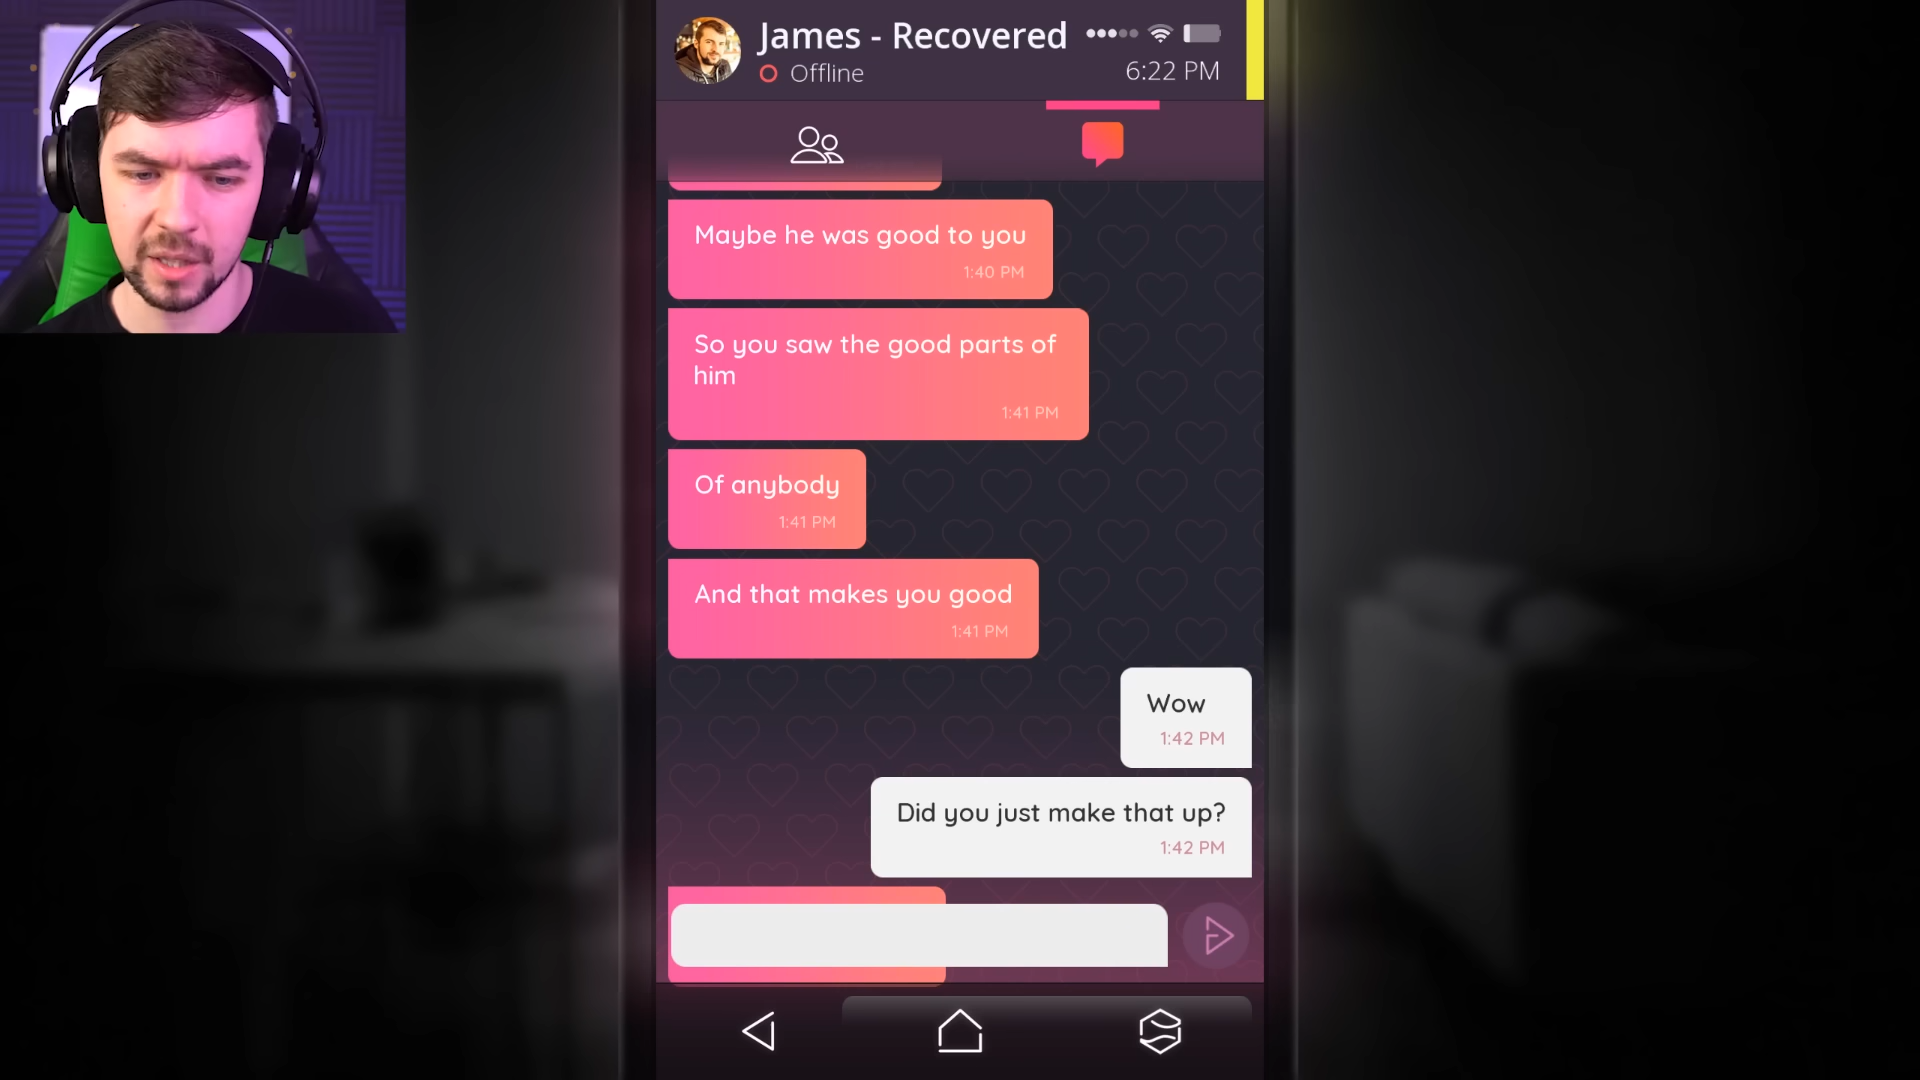 James - Recovered
Offline
6:22 PM
Maybe he was good to you
1:40 PM
So you saw the good parts of
him
1:41 PM
Of anybody
1:41 PM
And that makes you good
1:41 PM
Wow
1:42 PM
Did you just make that up?
1:42 PM